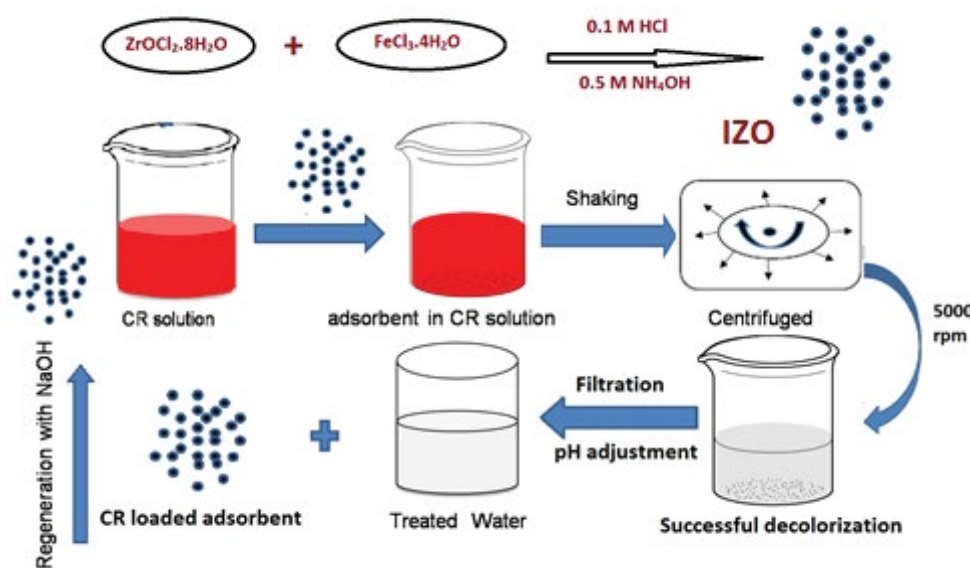 ZrOCl₂.8H₂O
+
FeCl₃.4H₂O
0.1 M HCl
0.5 M NH₄OH
IZO
CR solution
adsorbent in CR solution
Shaking
Centrifuged
5000
rpm
Regeneration with NaOH
CR loaded adsorbent
+
Treated Water
Filtration
pH adjustment
Successful decolorization